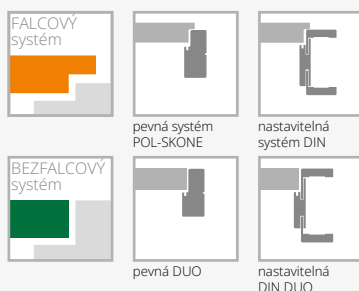 FALCOVÝ
systém
pevná systém
POL-SKONE
nastavitelná
systém DIN
BEZFALCOVÝ
systém
pevná DUO
nastavitelná
DIN DUO